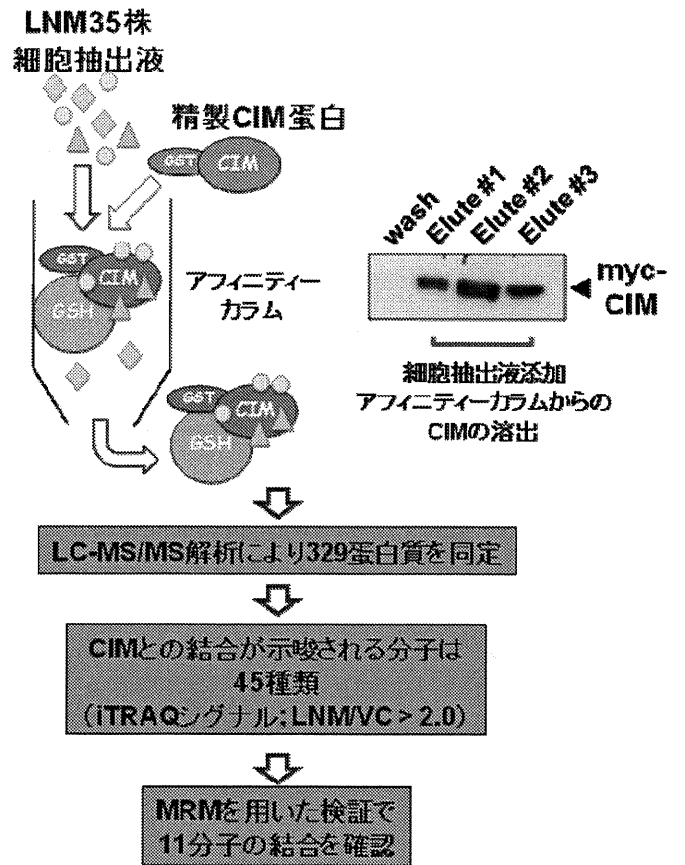 LNM35株
細胞抽出液
精製CIM蛋白
GST
CIM
GST
CIM
GSH
アフィニティー
カラム
GST
CIM
GSH
wash
Elute #1
Elute #2
Elute #3
myc-
CIM
細胞抽出液添加
アフィニティーカラムからの
CIMの溶出
LC-MS/MS解析により329蛋白質を同定
CIMとの結合が示唆される分子は
45種類
(iTRAQシグナル;LNM/VC > 2.0)
MRMを用いた検証で
11分子の結合を確認